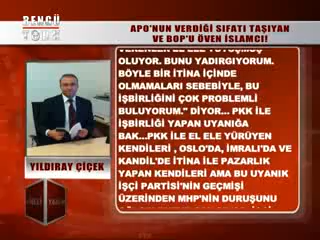 BENGÜ
TÜRK
APO'NUN VERDİĞİ SIFATI TAŞIYAN
VE BOP'U ÖVEN İSLAMCI!
OLUYOR. BUNU YADIRGIYORUM.
BÖYLE BIR İTİNA İÇİNDE
OLMAMALARI SEBEBİYLE, BU
İŞBİRLİĞİNİ ÇOK PROBLEMLİ
BULUYORUM." DİYOR... PKK İLE
İŞBİRLİĞİ YAPAN UYANIĞA
BAK...PKK İLE EL ELE YÜRÜYEN
KENDİLERİ , OSLO'DA, İMRALI'DA VE
KANDİL'DE İTİNA İLE PAZARLIK
YAPAN KENDİLERİ AMA BU UYANIK
İŞÇİ PARTİSİ'NİN GEÇMİŞİ
ÜZERİNDEN MHP'NİN DURUŞUNU
YILDIRAY ÇİÇEK